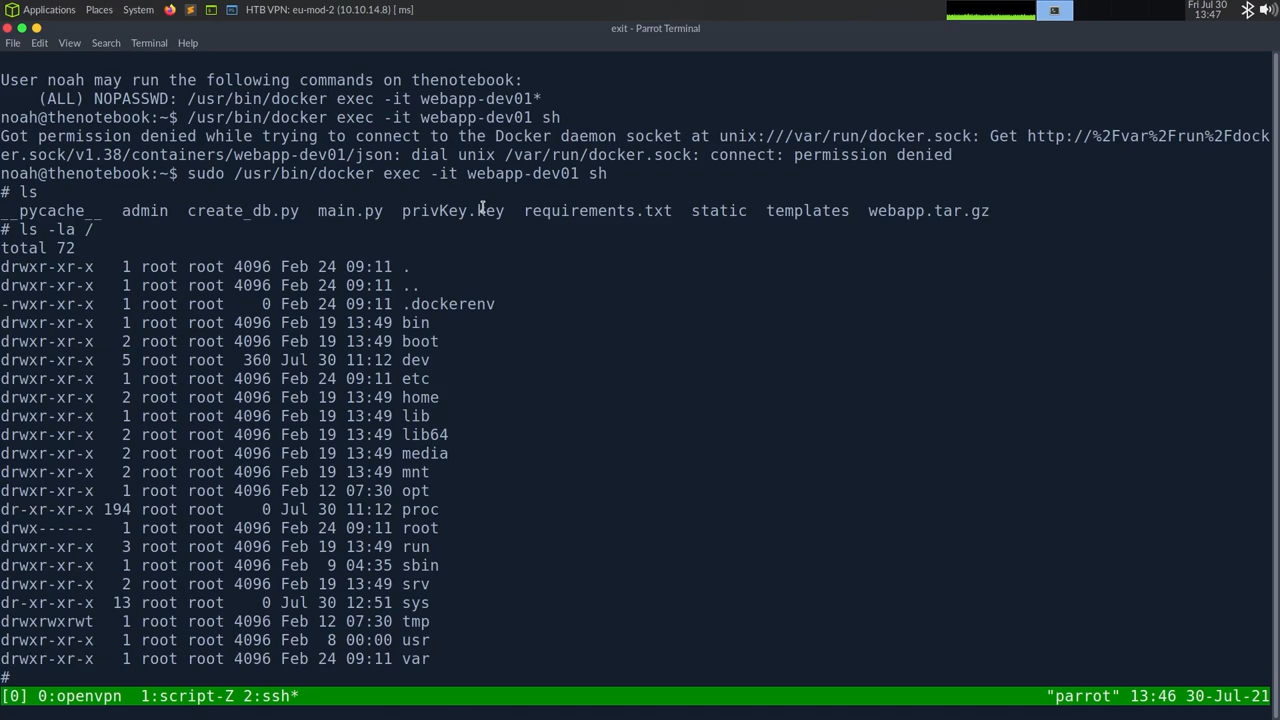 Applications Places System HTB VPN: eu-mod-2 (10.10.14.8) [ ms] Fri Jul 30
13:47
exit - Parrot Terminal
File Edit View Search Terminal Help
User noah may run the following commands on thenotebook:
    (ALL) NOPASSWD: /usr/bin/docker exec -it webapp-dev01*
noah@thenotebook:~$ /usr/bin/docker exec -it webapp-dev01 sh
Got permission denied while trying to connect to the Docker daemon socket at unix:///var/run/docker.sock: Get http://%2Fvar%2Frun%2Fdock
er.sock/v1.38/containers/webapp-dev01/json: dial unix /var/run/docker.sock: connect: permission denied
noah@thenotebook:~$ sudo /usr/bin/docker exec -it webapp-dev01 sh
# ls
__pycache__  admin  create_db.py  main.py  privKey.key  requirements.txt  static  templates  webapp.tar.gz
# ls -la /
total 72
drwxr-xr-x   1 root root 4096 Feb 24 09:11 .
drwxr-xr-x   1 root root 4096 Feb 24 09:11 ..
-rwxr-xr-x   1 root root    0 Feb 24 09:11 .dockerenv
drwxr-xr-x   1 root root 4096 Feb 19 13:49 bin
drwxr-xr-x   2 root root 4096 Feb 19 13:49 boot
drwxr-xr-x   5 root root  360 Jul 30 11:12 dev
drwxr-xr-x   1 root root 4096 Feb 24 09:11 etc
drwxr-xr-x   2 root root 4096 Feb 19 13:49 home
drwxr-xr-x   1 root root 4096 Feb 19 13:49 lib
drwxr-xr-x   2 root root 4096 Feb 19 13:49 lib64
drwxr-xr-x   2 root root 4096 Feb 19 13:49 media
drwxr-xr-x   2 root root 4096 Feb 19 13:49 mnt
drwxr-xr-x   1 root root 4096 Feb 12 07:30 opt
dr-xr-xr-x 194 root root    0 Jul 30 11:12 proc
drwx------   1 root root 4096 Feb 24 09:11 root
drwxr-xr-x   3 root root 4096 Feb 19 13:49 run
drwxr-xr-x   1 root root 4096 Feb  9 04:35 sbin
drwxr-xr-x   2 root root 4096 Feb 19 13:49 srv
dr-xr-xr-x  13 root root    0 Jul 30 12:51 sys
drwxrwxrwt   1 root root 4096 Feb 12 07:30 tmp
drwxr-xr-x   1 root root 4096 Feb  8 00:00 usr
drwxr-xr-x   1 root root 4096 Feb 24 09:11 var
#
[0] 0:openvpn  1:script-Z 2:ssh* "parrot" 13:46 30-Jul-21